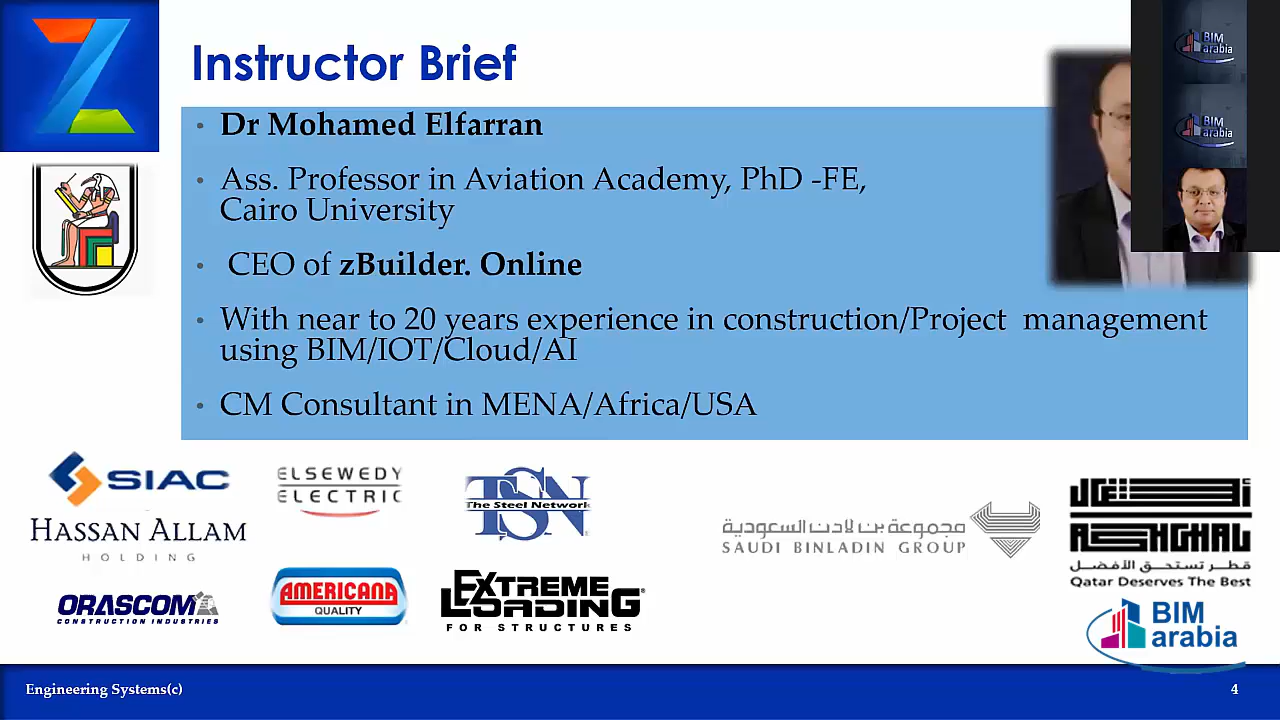 Instructor Brief
BIM
arabia
BIM
arabia
• Dr Mohamed Elfarran
• Ass. Professor in Aviation Academy, PhD -FE,
Cairo University
• CEO of zBuilder. Online
• With near to 20 years experience in construction/Project management
using BIM/IOT/Cloud/AI
• CM Consultant in MENA/Africa/USA
SIAC
HASSAN ALLAM
HOLDING
ORASCOM
CONSTRUCTION INDUSTRIES
ELSEWEDY
ELECTRIC
AMERICANA
QUALITY
TSN
The Steel Network
EXTREME
LOADING®
FOR STRUCTURES
مجموعة بن لادن السعودية
SAUDI BINLADIN GROUP
أشغال
ASHGHAL
قطر تستحق الأفضل
Qatar Deserves The Best
BIM
arabia
Engineering Systems(c)
4